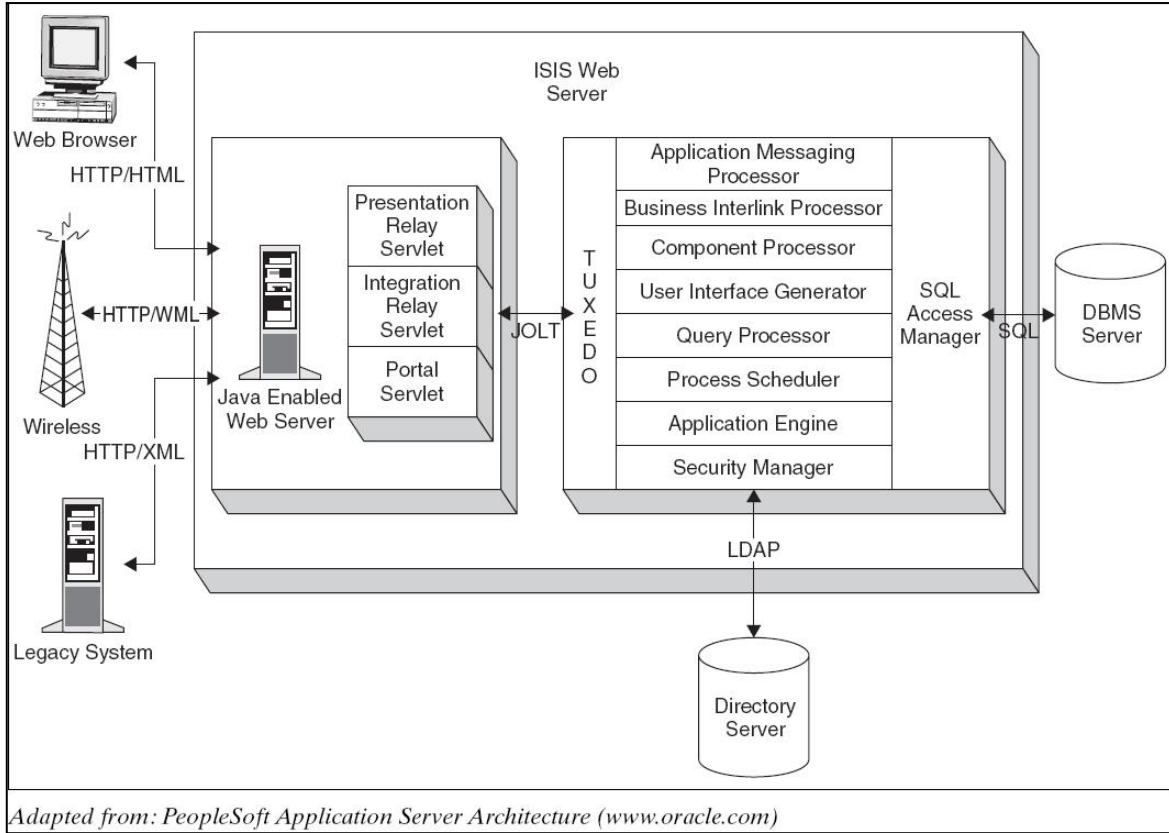 ISIS Web
Server
Web Browser
HTTP/HTML
Wireless
HTTP/WML
HTTP/XML
Legacy System
Java Enabled
Web Server
Presentation
Relay
Servlet
Integration
Relay
Servlet
Portal
Servlet
JOLT
TUXEDO
Application Messaging
Processor
Business Interlink Processor
Component Processor
User Interface Generator
Query Processor
Process Scheduler
Application Engine
Security Manager
SQL
Access
Manager
SQL
DBMS
Server
LDAP
Directory
Server
Adapted from: PeopleSoft Application Server Architecture (www.oracle.com)